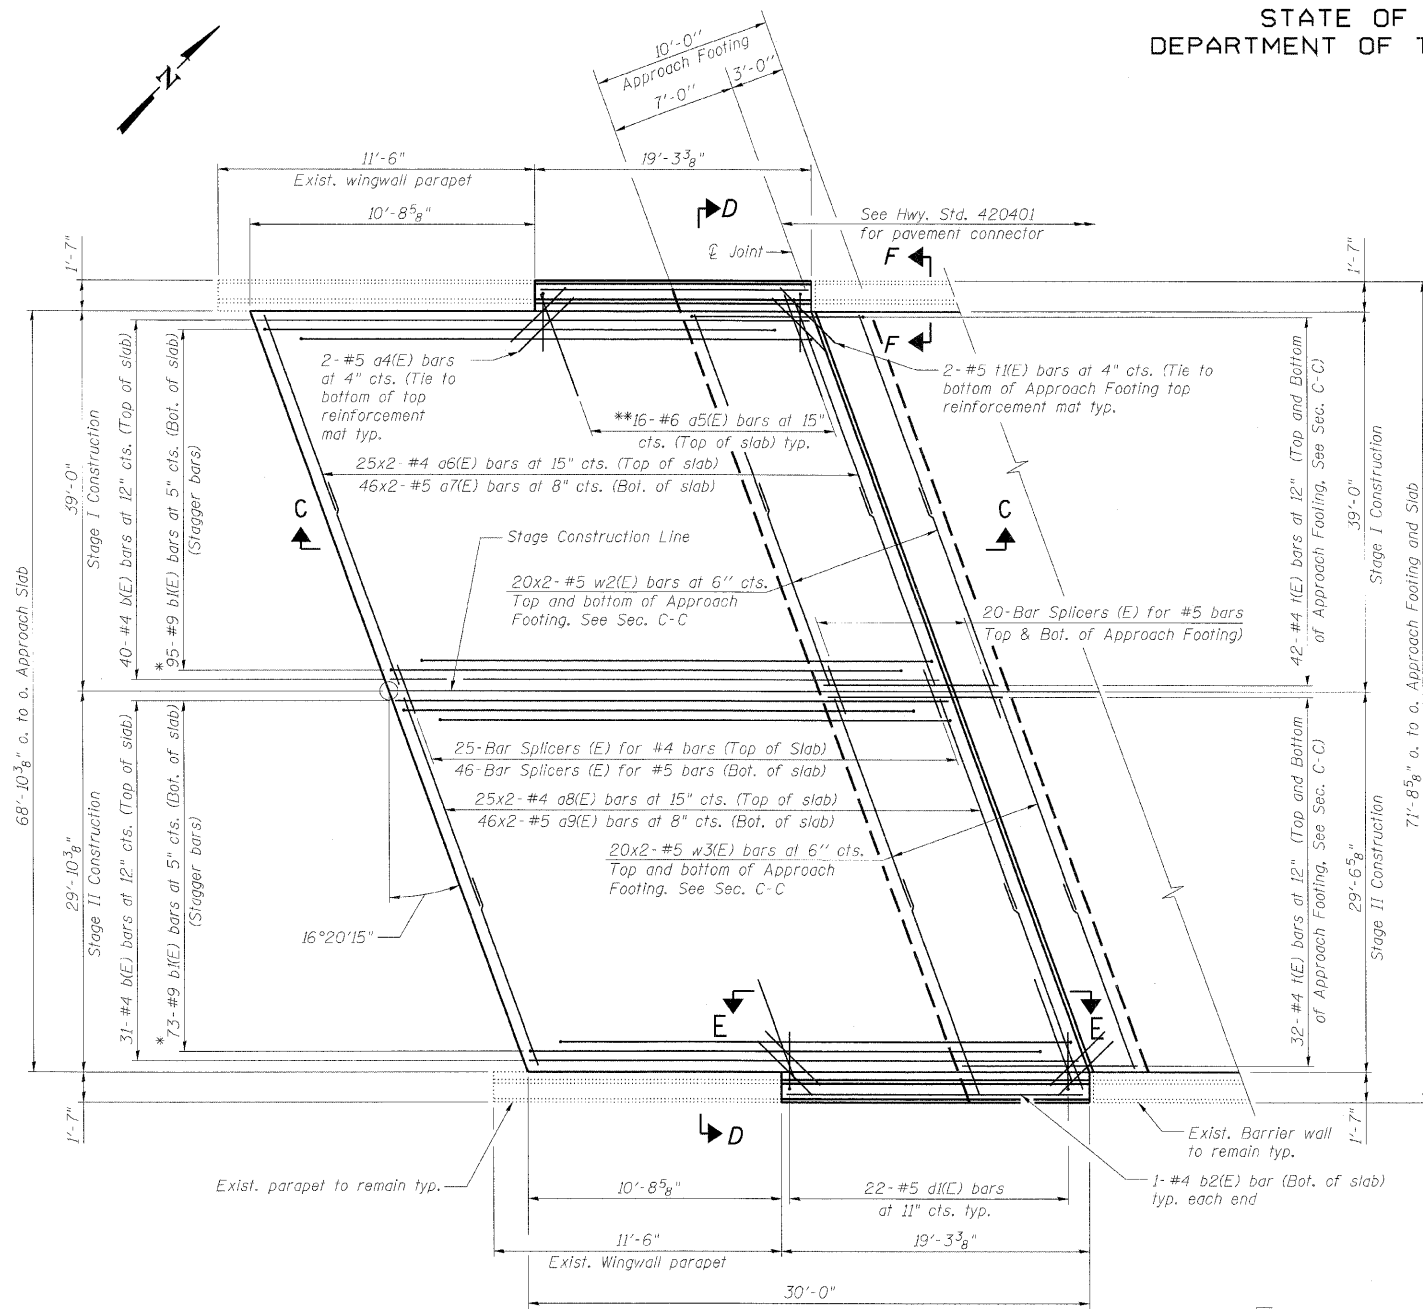 STATE OF
DEPARTMENT OF T
N
10'-0"
Approach Footing
7'-0"
3'-0"
11'-6"
Exist. wingwall parapet
19'-3 3/8"
10'-8 5/8"
D
See Hwy. Std. 420401
for pavement connector
℄ Joint
F
F
1'-7"
1'-7"
2-#5 a4(E) bars
at 4" cts. (Tie to
bottom of top
reinforcement
mat typ.
2-#5 t1(E) bars at 4" cts. (Tie to
bottom of Approach Footing top
reinforcement mat typ.
**16-#6 a5(E) bars at 15"
cts. (Top of slab) typ.
25x2-#4 a6(E) bars at 15" cts. (Top of slab)
46x2-#5 a7(E) bars at 8" cts. (Bot. of slab)
C
C
Stage Construction Line
20x2-#5 w2(E) bars at 6" cts.
Top and bottom of Approach
Footing. See Sec. C-C
20-Bar Splicers (E) for #5 bars
Top & Bot. of Approach Footing)
68'-10 3/8" o. to o. Approach Slab
39'-0"
Stage I Construction
40-#4 b(E) bars at 12" cts. (Top of slab)
*95-#9 b1(E) bars at 5" cts. (Bot. of slab)
(Stagger bars)
42-#4 t(E) bars at 12" (Top and Bottom
of Approach Footing, See Sec. C-C)
39'-0"
Stage I Construction
71'-8 5/8" o. to o. Approach Footing and Slab
25-Bar Splicers (E) for #4 bars (Top of Slab)
46-Bar Splicers (E) for #5 bars (Bot. of slab)
25x2-#4 a8(E) bars at 15" cts. (Top of slab)
46x2-#5 a9(E) bars at 8" cts. (Bot. of slab)
20x2-#5 w3(E) bars at 6" cts.
Top and bottom of Approach
Footing. See Sec. C-C
29'-10 3/8"
Stage II Construction
31-#4 b(E) bars at 12" cts. (Top of slab)
*73-#9 b1(E) bars at 5" cts. (Bot. of slab)
(Stagger bars)
16°20'15"
32-#4 t(E) bars at 12" (Top and Bottom
of Approach Footing, See Sec. C-C)
29'-6 5/8"
Stage II Construction
E
E
1'-7"
1'-7"
D
Exist. Barrier wall
to remain typ.
Exist. parapet to remain typ.
10'-8 5/8"
22-#5 d1(E) bars
at 11" cts. typ.
1-#4 b2(E) bar (Bot. of slab)
typ. each end
11'-6"
Exist. Wingwall parapet
19'-3 3/8"
30'-0"